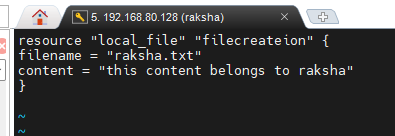 5. 192.168.80.128 (raksha)
resource "local_file" "filecreateion" {
filename = "raksha.txt"
content = "this content belongs to raksha"
}
~
~